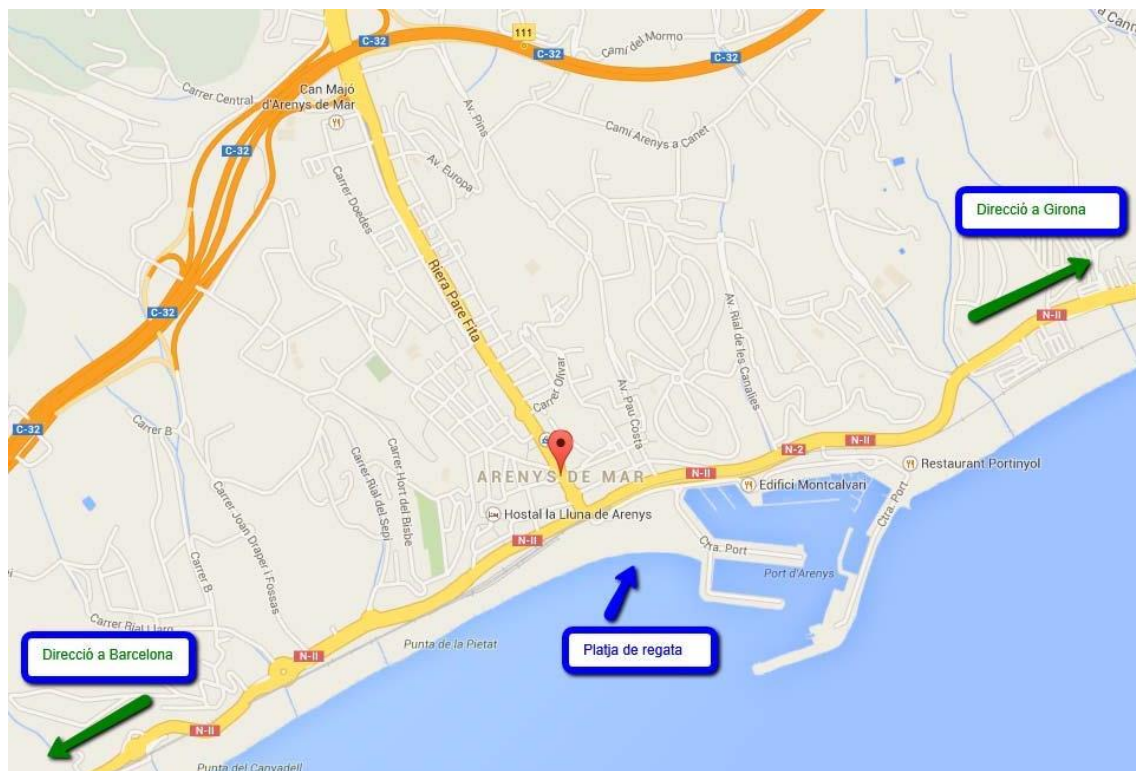 C-32
111
C-32
Camí del Mormo
C-32
Carrer Central
Can Majó
d'Arenys de Mar
Av. Pins
Camí Arenys a Canet
C-32
Av. Europa
Carrer Doedes
Direcció a Girona
Riera Pare Fita
C-32
N-II
Av. Rial de les Canalies
Carrer Olivar
Av. Pau Costa
C-32
Carrer B
N-2
N-II
Carrer Hort del Bisbe
Carrer Rial del Sepi
ARENYS DE MAR
N-II
Restaurant Portinyol
Edifici Montcalvari
Ctra. Port
Hostal la Lluna de Arenys
Carrer Joan Draper i Fossas
N-II
Ctra. Port
Port d'Arenys
Carrer B
Carrer Rial Llarg
Punta de la Pietat
Platja de regata
Direcció a Barcelona
N-II
N-II
Punta del Canyadell